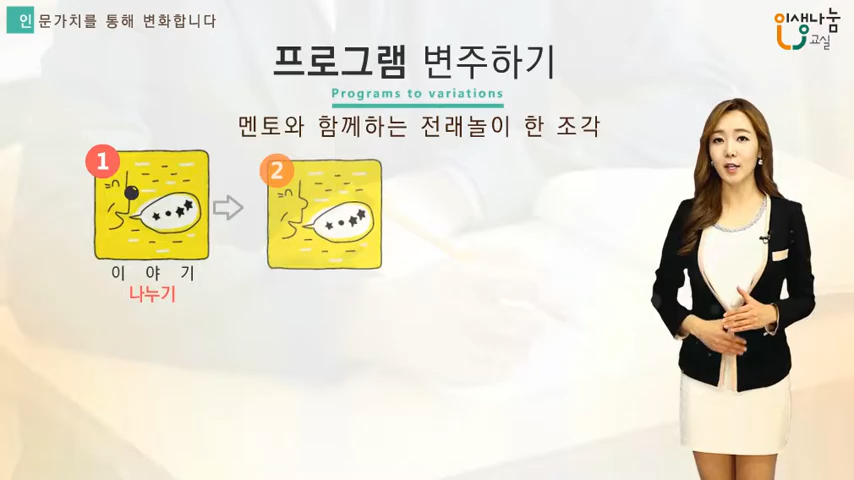 인문가치를 통해 변화합니다
인생나눔
교실
프로그램 변주하기
Programs to variations
멘토와 함께하는 전래놀이 한 조각
1
2
이 야 기
나누기